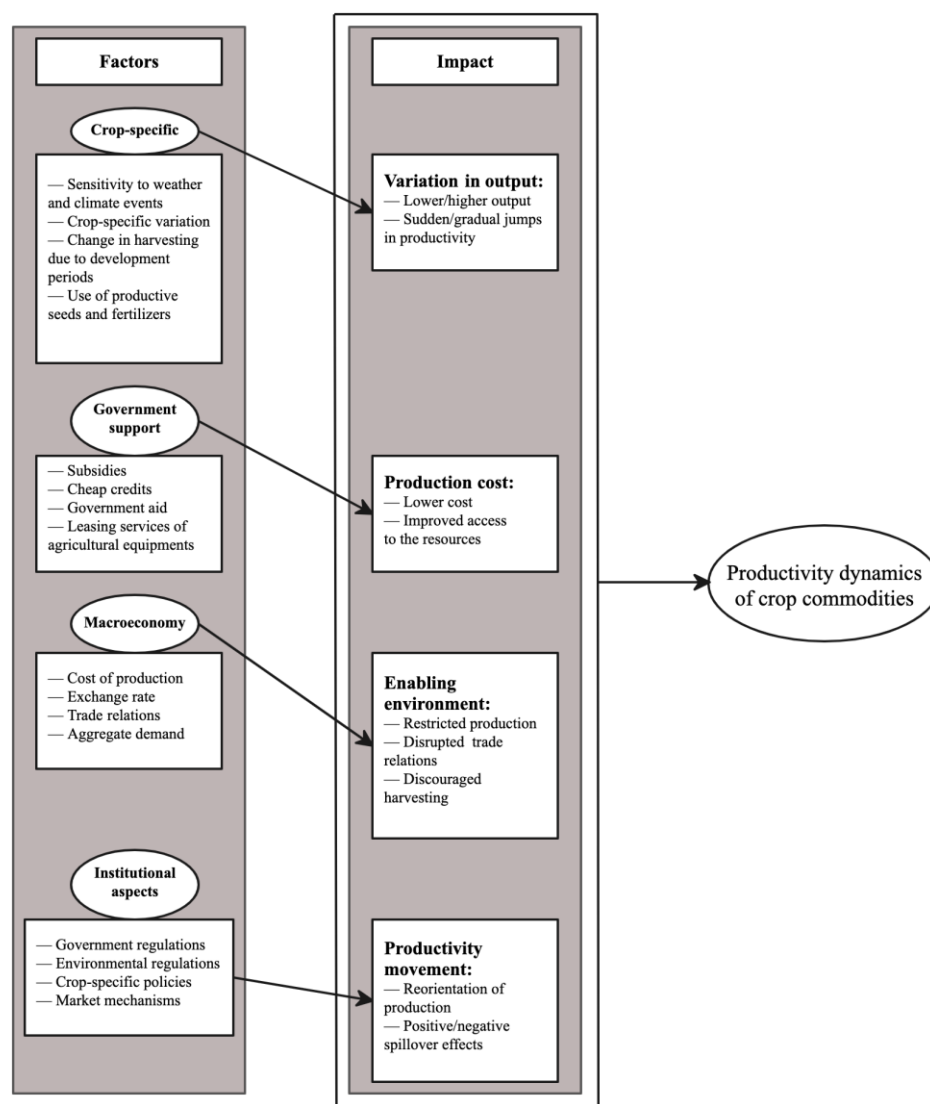 Factors
Crop-specific
— Sensitivity to weather
and climate events
— Crop-specific variation
— Change in harvesting
due to development
periods
— Use of productive
seeds and fertilizers
Government
support
— Subsidies
— Cheap credits
— Government aid
— Leasing services of
agricultural equipments
Macroeconomy
— Cost of production
— Exchange rate
— Trade relations
— Aggregate demand
Institutional
aspects
— Government regulations
— Environmental regulations
— Crop-specific policies
— Market mechanisms
Impact
Variation in output:
— Lower/higher output
— Sudden/gradual jumps
in productivity
Production cost:
— Lower cost
— Improved access
to the resources
Enabling
environment:
— Restricted production
— Disrupted trade
relations
— Discouraged
harvesting
Productivity
movement:
— Reorientation of
production
— Positive/negative
spillover effects
Productivity dynamics
of crop commodities